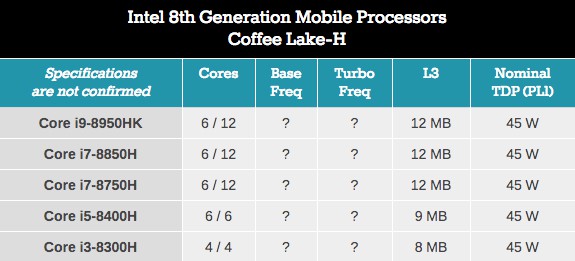 Intel 8th Generation Mobile Processors
Coffee Lake-H
Specifications are not confirmed Cores Base Freq Turbo Freq L3 Nominal TDP (PL1)
Core i9-8950HK 6 / 12 ? ? 12 MB 45 W
Core i7-8850H 6 / 12 ? ? 12 MB 45 W
Core i7-8750H 6 / 12 ? ? 12 MB 45 W
Core i5-8400H 6 / 6 ? ? 9 MB 45 W
Core i3-8300H 4 / 4 ? ? 8 MB 45 W